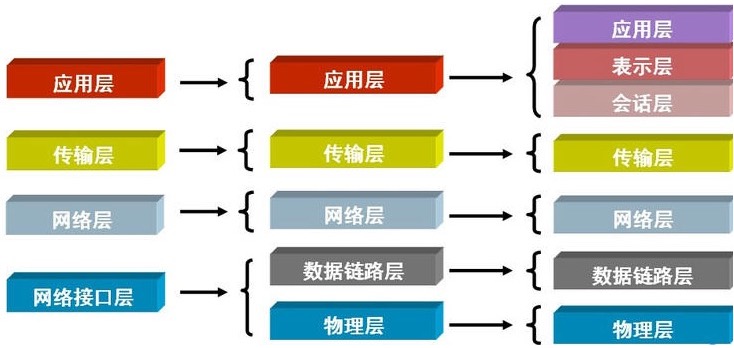 应用层
传输层
网络层
网络接口层
应用层
传输层
网络层
数据链路层
物理层
应用层
表示层
会话层
传输层
网络层
数据链路层
物理层